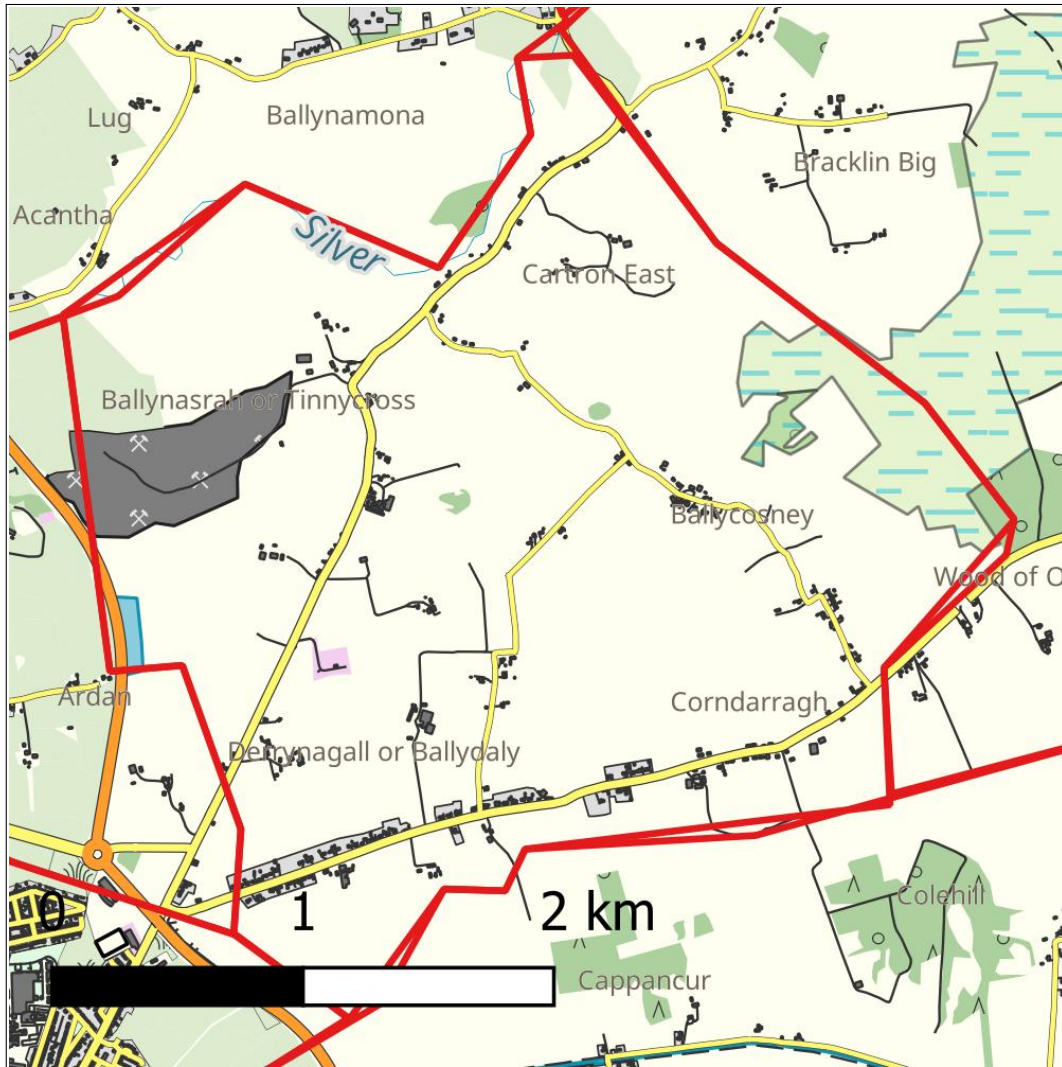 Lug
Ballynamona
Bracklin Big
Acantha
Silver
Cartron East
Ballynasrah or Tinnycross
Ballycosney
Wood of O
Ardan
Corndarragh
Derrynagall or Ballydaly
Colehill
0 1 2 km
Cappancur